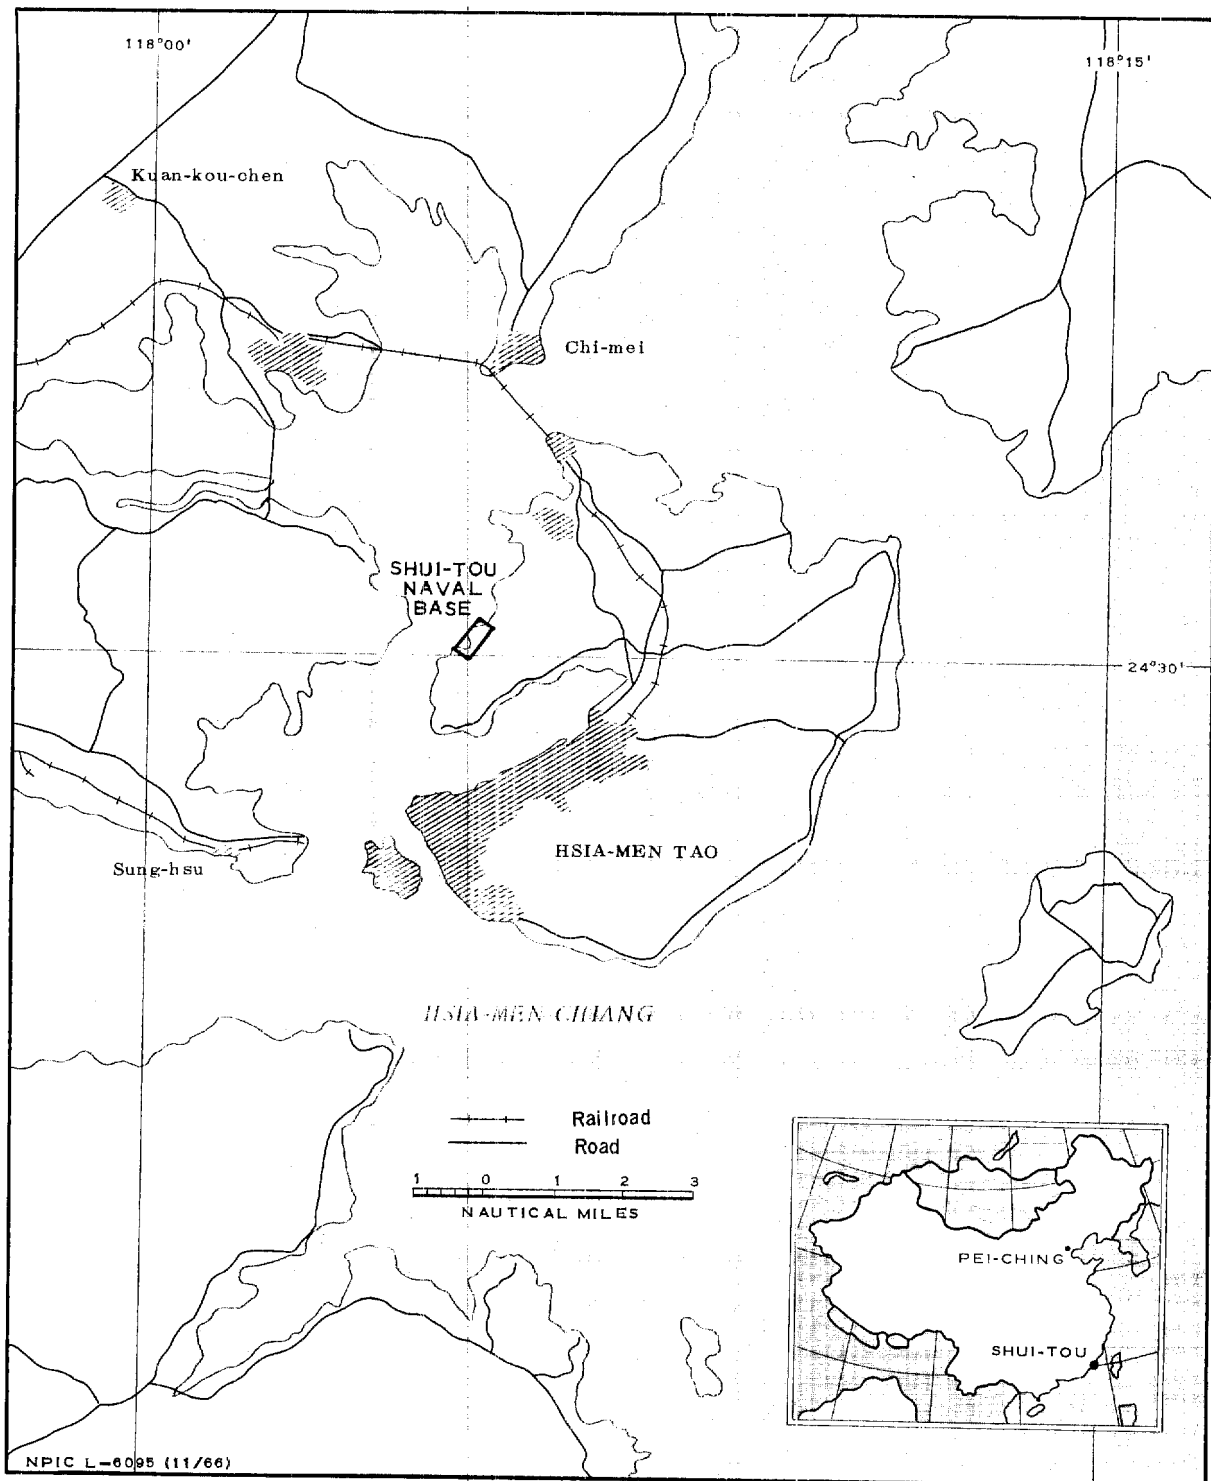 118°00'
118°15'
Kuan-kou-chen
Chi-mei
SHUI-TOU
NAVAL
BASE
24°30'
HSIA-MEN TAO
Sung-hsu
HSIA-MEN CHIANG
Railroad
Road
1 0 1 2 3
NAUTICAL MILES
PEI-CHING
SHUI-TOU
NPIC L-6095 (11/66)